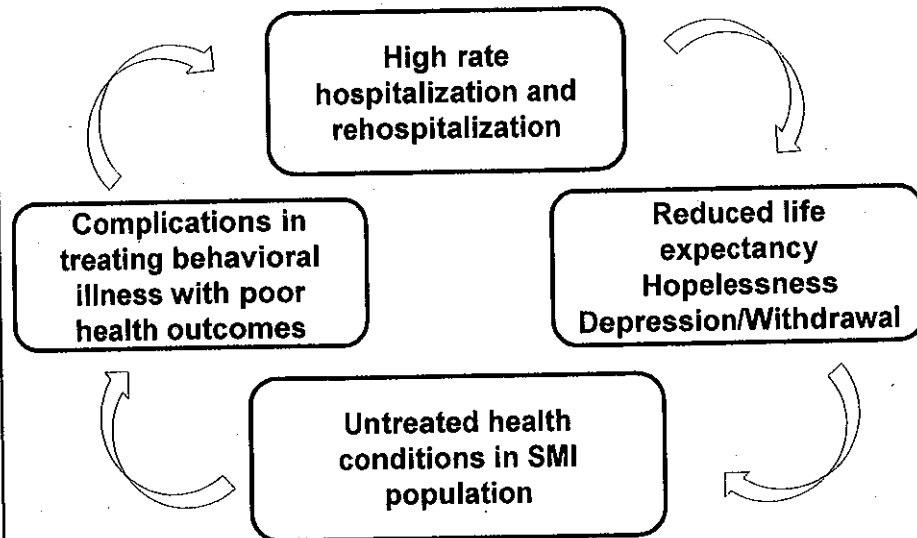 High rate
hospitalization and
rehospitalization
Reduced life
expectancy
Hopelessness
Depression/Withdrawal
Untreated health
conditions in SMI
population
Complications in
treating behavioral
illness with poor
health outcomes